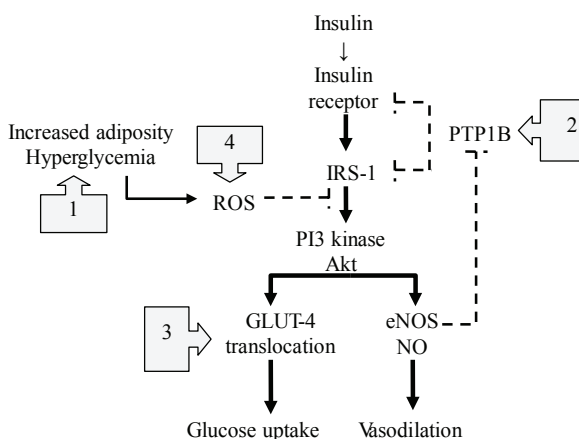 Insulin
↓
Insulin
receptor
Increased adiposity
Hyperglycemia
4
PTP1B
2
1
ROS
IRS-1
PI3 kinase
Akt
3
GLUT-4
translocation
eNOS
NO
Glucose uptake
Vasodilation